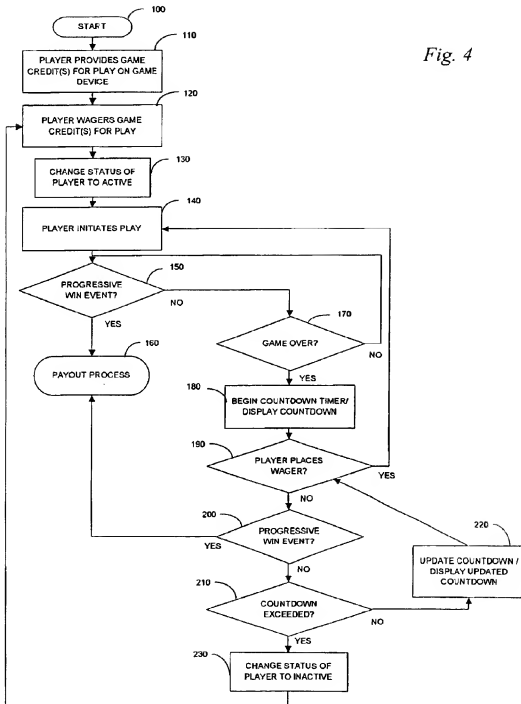 Fig. 4
100
START
110
PLAYER PROVIDES GAME
CREDIT(S) FOR PLAY ON GAME
DEVICE
120
PLAYER WAGERS GAME
CREDIT(S) FOR PLAY
130
CHANGE STATUS OF
PLAYER TO ACTIVE
140
PLAYER INITIATES PLAY
150
PROGRESSIVE
WIN EVENT?
NO
YES
160
PAYOUT PROCESS
170
GAME OVER?
NO
YES
180
BEGIN COUNTDOWN TIMER/
DISPLAY COUNTDOWN
190
PLAYER PLACES
WAGER?
YES
NO
200
PROGRESSIVE
WIN EVENT?
YES
NO
210
COUNTDOWN
EXCEEDED?
NO
YES
220
UPDATE COUNTDOWN /
DISPLAY UPDATED
COUNTDOWN
230
CHANGE STATUS OF
PLAYER TO INACTIVE